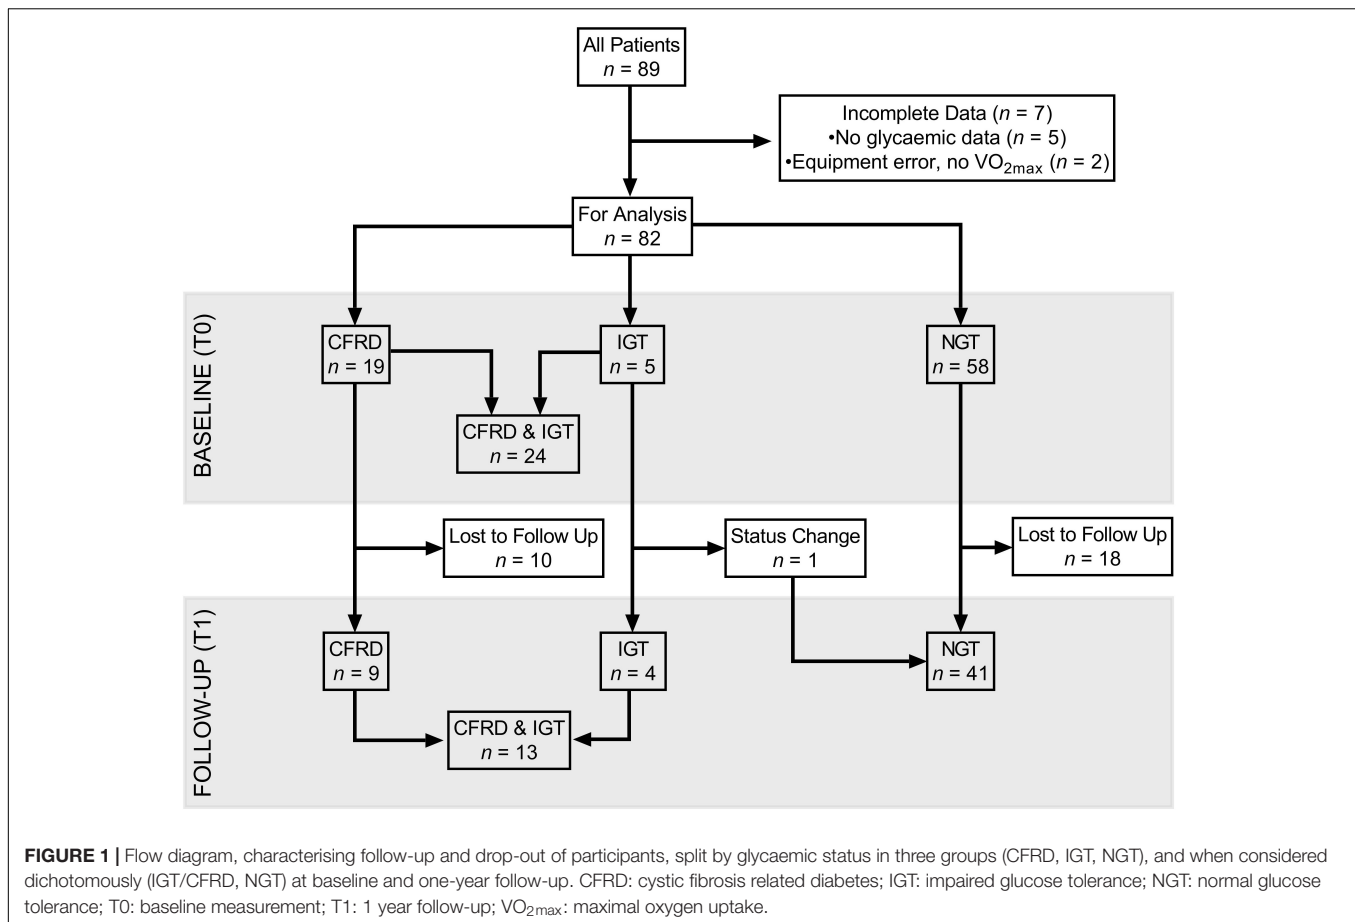 All Patients
n = 89
Incomplete Data (n = 7)
•No glycaemic data (n = 5)
•Equipment error, no VO2max (n = 2)
For Analysis
n = 82
BASELINE (T0)
CFRD
n = 19
IGT
n = 5
NGT
n = 58
CFRD & IGT
n = 24
Lost to Follow Up
n = 10
Status Change
n = 1
Lost to Follow Up
n = 18
FOLLOW-UP (T1)
CFRD
n = 9
IGT
n = 4
NGT
n = 41
CFRD & IGT
n = 13
FIGURE 1 | Flow diagram, characterising follow-up and drop-out of participants, split by glycaemic status in three groups (CFRD, IGT, NGT), and when considered
dichotomously (IGT/CFRD, NGT) at baseline and one-year follow-up. CFRD: cystic fibrosis related diabetes; IGT: impaired glucose tolerance; NGT: normal glucose
tolerance; T0: baseline measurement; T1: 1 year follow-up; VO2max: maximal oxygen uptake.